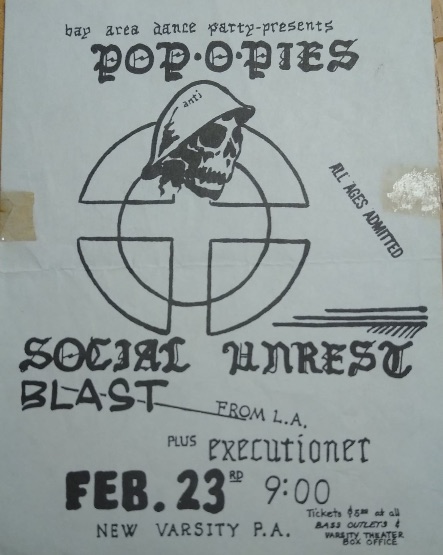 bay area dance party-presents
POP·O·PIES
anti
ALL AGES ADMITTED
SOCIAL UNREST
BLAST
FROM L.A.
PLUS executioner
FEB. 23RD 9:00
Tickets $5.00 at all
BASS OUTLETS &
VARSITY THEATER
BOX OFFICE
NEW VARSITY P.A.